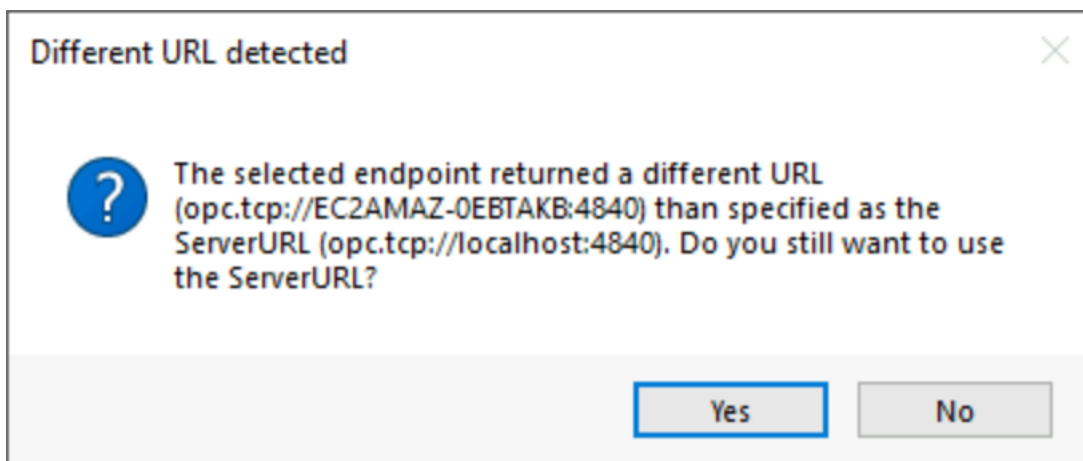 Different URL detected
The selected endpoint returned a different URL
(opc.tcp://EC2AMAZ-0EBTAKB:4840) than specified as the
ServerURL (opc.tcp://localhost:4840). Do you still want to use
the ServerURL?
Yes
No